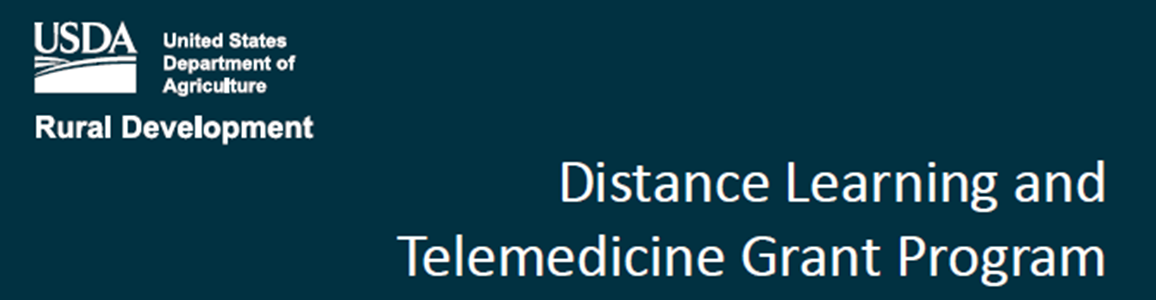 USDA
United States
Department of
Agriculture
Rural Development
Distance Learning and
Telemedicine Grant Program